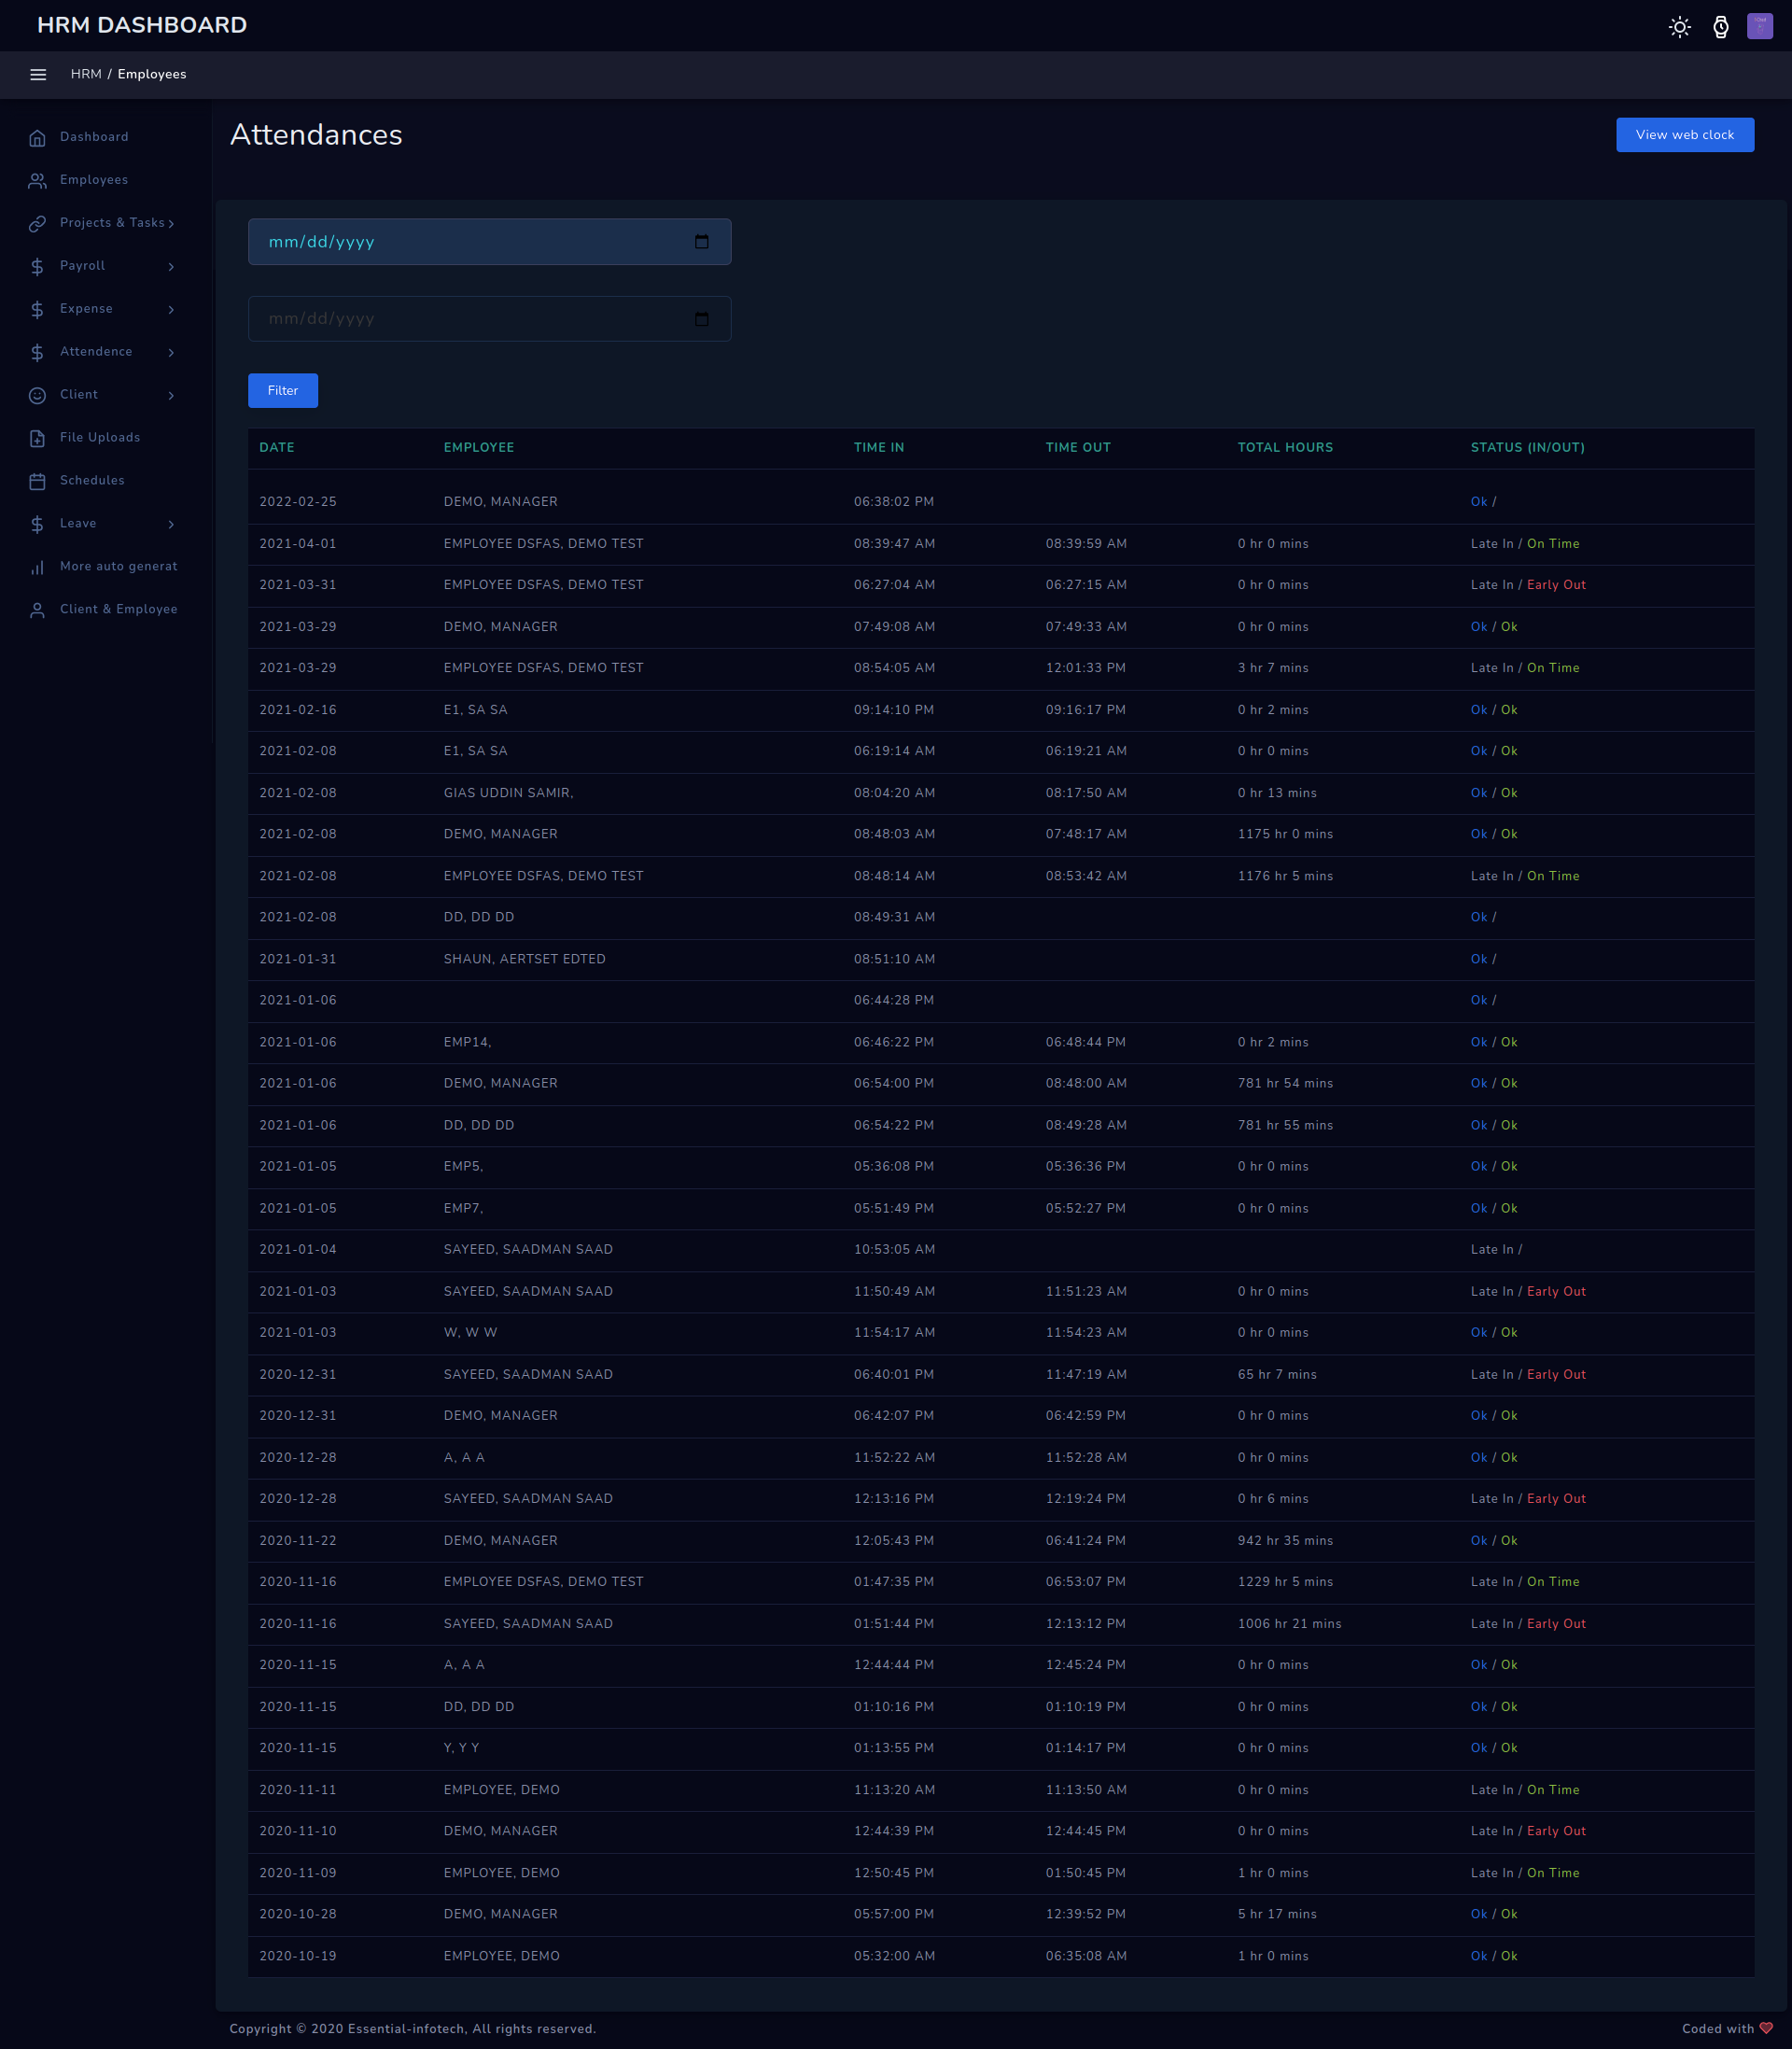 HRM DASHBOARD
HRM / Employees
Dashboard
Employees
Projects & Tasks
Payroll
Expense
Attendence
Client
File Uploads
Schedules
Leave
More auto generat
Client & Employee
Attendances
View web clock
mm/dd/yyyy
mm/dd/yyyy
Filter
DATE EMPLOYEE TIME IN TIME OUT TOTAL HOURS STATUS (IN/OUT)
2022-02-25 DEMO, MANAGER 06:38:02 PM Ok /
2021-04-01 EMPLOYEE DSFAS, DEMO TEST 08:39:47 AM 08:39:59 AM 0 hr 0 mins Late In / On Time
2021-03-31 EMPLOYEE DSFAS, DEMO TEST 06:27:04 AM 06:27:15 AM 0 hr 0 mins Late In / Early Out
2021-03-29 DEMO, MANAGER 07:49:08 AM 07:49:33 AM 0 hr 0 mins Ok / Ok
2021-03-29 EMPLOYEE DSFAS, DEMO TEST 08:54:05 AM 12:01:33 PM 3 hr 7 mins Late In / On Time
2021-02-16 E1, SA SA 09:14:10 PM 09:16:17 PM 0 hr 2 mins Ok / Ok
2021-02-08 E1, SA SA 06:19:14 AM 06:19:21 AM 0 hr 0 mins Ok / Ok
2021-02-08 GIAS UDDIN SAMIR, 08:04:20 AM 08:17:50 AM 0 hr 13 mins Ok / Ok
2021-02-08 DEMO, MANAGER 08:48:03 AM 07:48:17 AM 1175 hr 0 mins Ok / Ok
2021-02-08 EMPLOYEE DSFAS, DEMO TEST 08:48:14 AM 08:53:42 AM 1176 hr 5 mins Late In / On Time
2021-02-08 DD, DD DD 08:49:31 AM Ok /
2021-01-31 SHAUN, AERTSET EDTED 08:51:10 AM Ok /
2021-01-06 06:44:28 PM Ok /
2021-01-06 EMP14, 06:46:22 PM 06:48:44 PM 0 hr 2 mins Ok / Ok
2021-01-06 DEMO, MANAGER 06:54:00 PM 08:48:00 AM 781 hr 54 mins Ok / Ok
2021-01-06 DD, DD DD 06:54:22 PM 08:49:28 AM 781 hr 55 mins Ok / Ok
2021-01-05 EMP5, 05:36:08 PM 05:36:36 PM 0 hr 0 mins Ok / Ok
2021-01-05 EMP7, 05:51:49 PM 05:52:27 PM 0 hr 0 mins Ok / Ok
2021-01-04 SAYEED, SAADMAN SAAD 10:53:05 AM Late In /
2021-01-03 SAYEED, SAADMAN SAAD 11:50:49 AM 11:51:23 AM 0 hr 0 mins Late In / Early Out
2021-01-03 W, W W 11:54:17 AM 11:54:23 AM 0 hr 0 mins Ok / Ok
2020-12-31 SAYEED, SAADMAN SAAD 06:40:01 PM 11:47:19 AM 65 hr 7 mins Late In / Early Out
2020-12-31 DEMO, MANAGER 06:42:07 PM 06:42:59 PM 0 hr 0 mins Ok / Ok
2020-12-28 A, A A 11:52:22 AM 11:52:28 AM 0 hr 0 mins Ok / Ok
2020-12-28 SAYEED, SAADMAN SAAD 12:13:16 PM 12:19:24 PM 0 hr 6 mins Late In / Early Out
2020-11-22 DEMO, MANAGER 12:05:43 PM 06:41:24 PM 942 hr 35 mins Ok / Ok
2020-11-16 EMPLOYEE DSFAS, DEMO TEST 01:47:35 PM 06:53:07 PM 1229 hr 5 mins Late In / On Time
2020-11-16 SAYEED, SAADMAN SAAD 01:51:44 PM 12:13:12 PM 1006 hr 21 mins Late In / Early Out
2020-11-15 A, A A 12:44:44 PM 12:45:24 PM 0 hr 0 mins Ok / Ok
2020-11-15 DD, DD DD 01:10:16 PM 01:10:19 PM 0 hr 0 mins Ok / Ok
2020-11-15 Y, Y Y 01:13:55 PM 01:14:17 PM 0 hr 0 mins Ok / Ok
2020-11-11 EMPLOYEE, DEMO 11:13:20 AM 11:13:50 AM 0 hr 0 mins Late In / On Time
2020-11-10 DEMO, MANAGER 12:44:39 PM 12:44:45 PM 0 hr 0 mins Late In / Early Out
2020-11-09 EMPLOYEE, DEMO 12:50:45 PM 01:50:45 PM 1 hr 0 mins Late In / On Time
2020-10-28 DEMO, MANAGER 05:57:00 PM 12:39:52 PM 5 hr 17 mins Ok / Ok
2020-10-19 EMPLOYEE, DEMO 05:32:00 AM 06:35:08 AM 1 hr 0 mins Ok / Ok
Copyright © 2020 Essential-infotech, All rights reserved.
Coded with